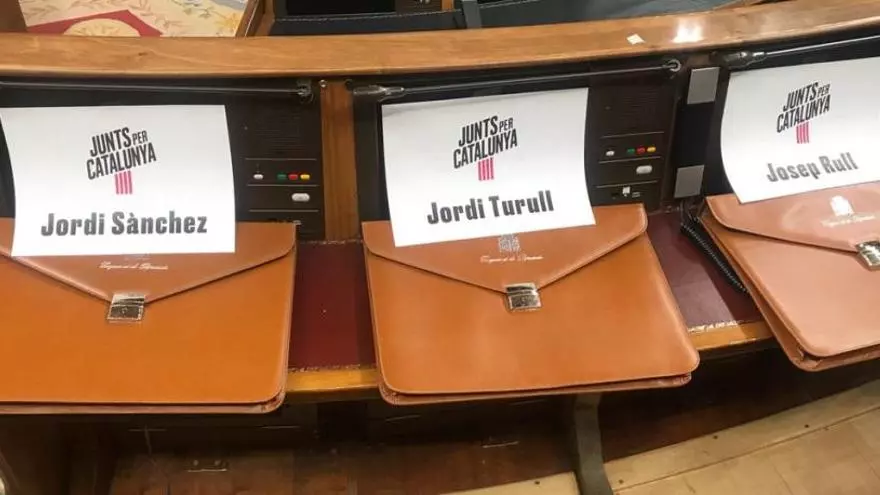 JUNTS PER
CATALUNYA
Jordi Sànchez
JUNTS PER
CATALUNYA
Jordi Turull
JUNTS PER
CATALUNYA
Josep Rull